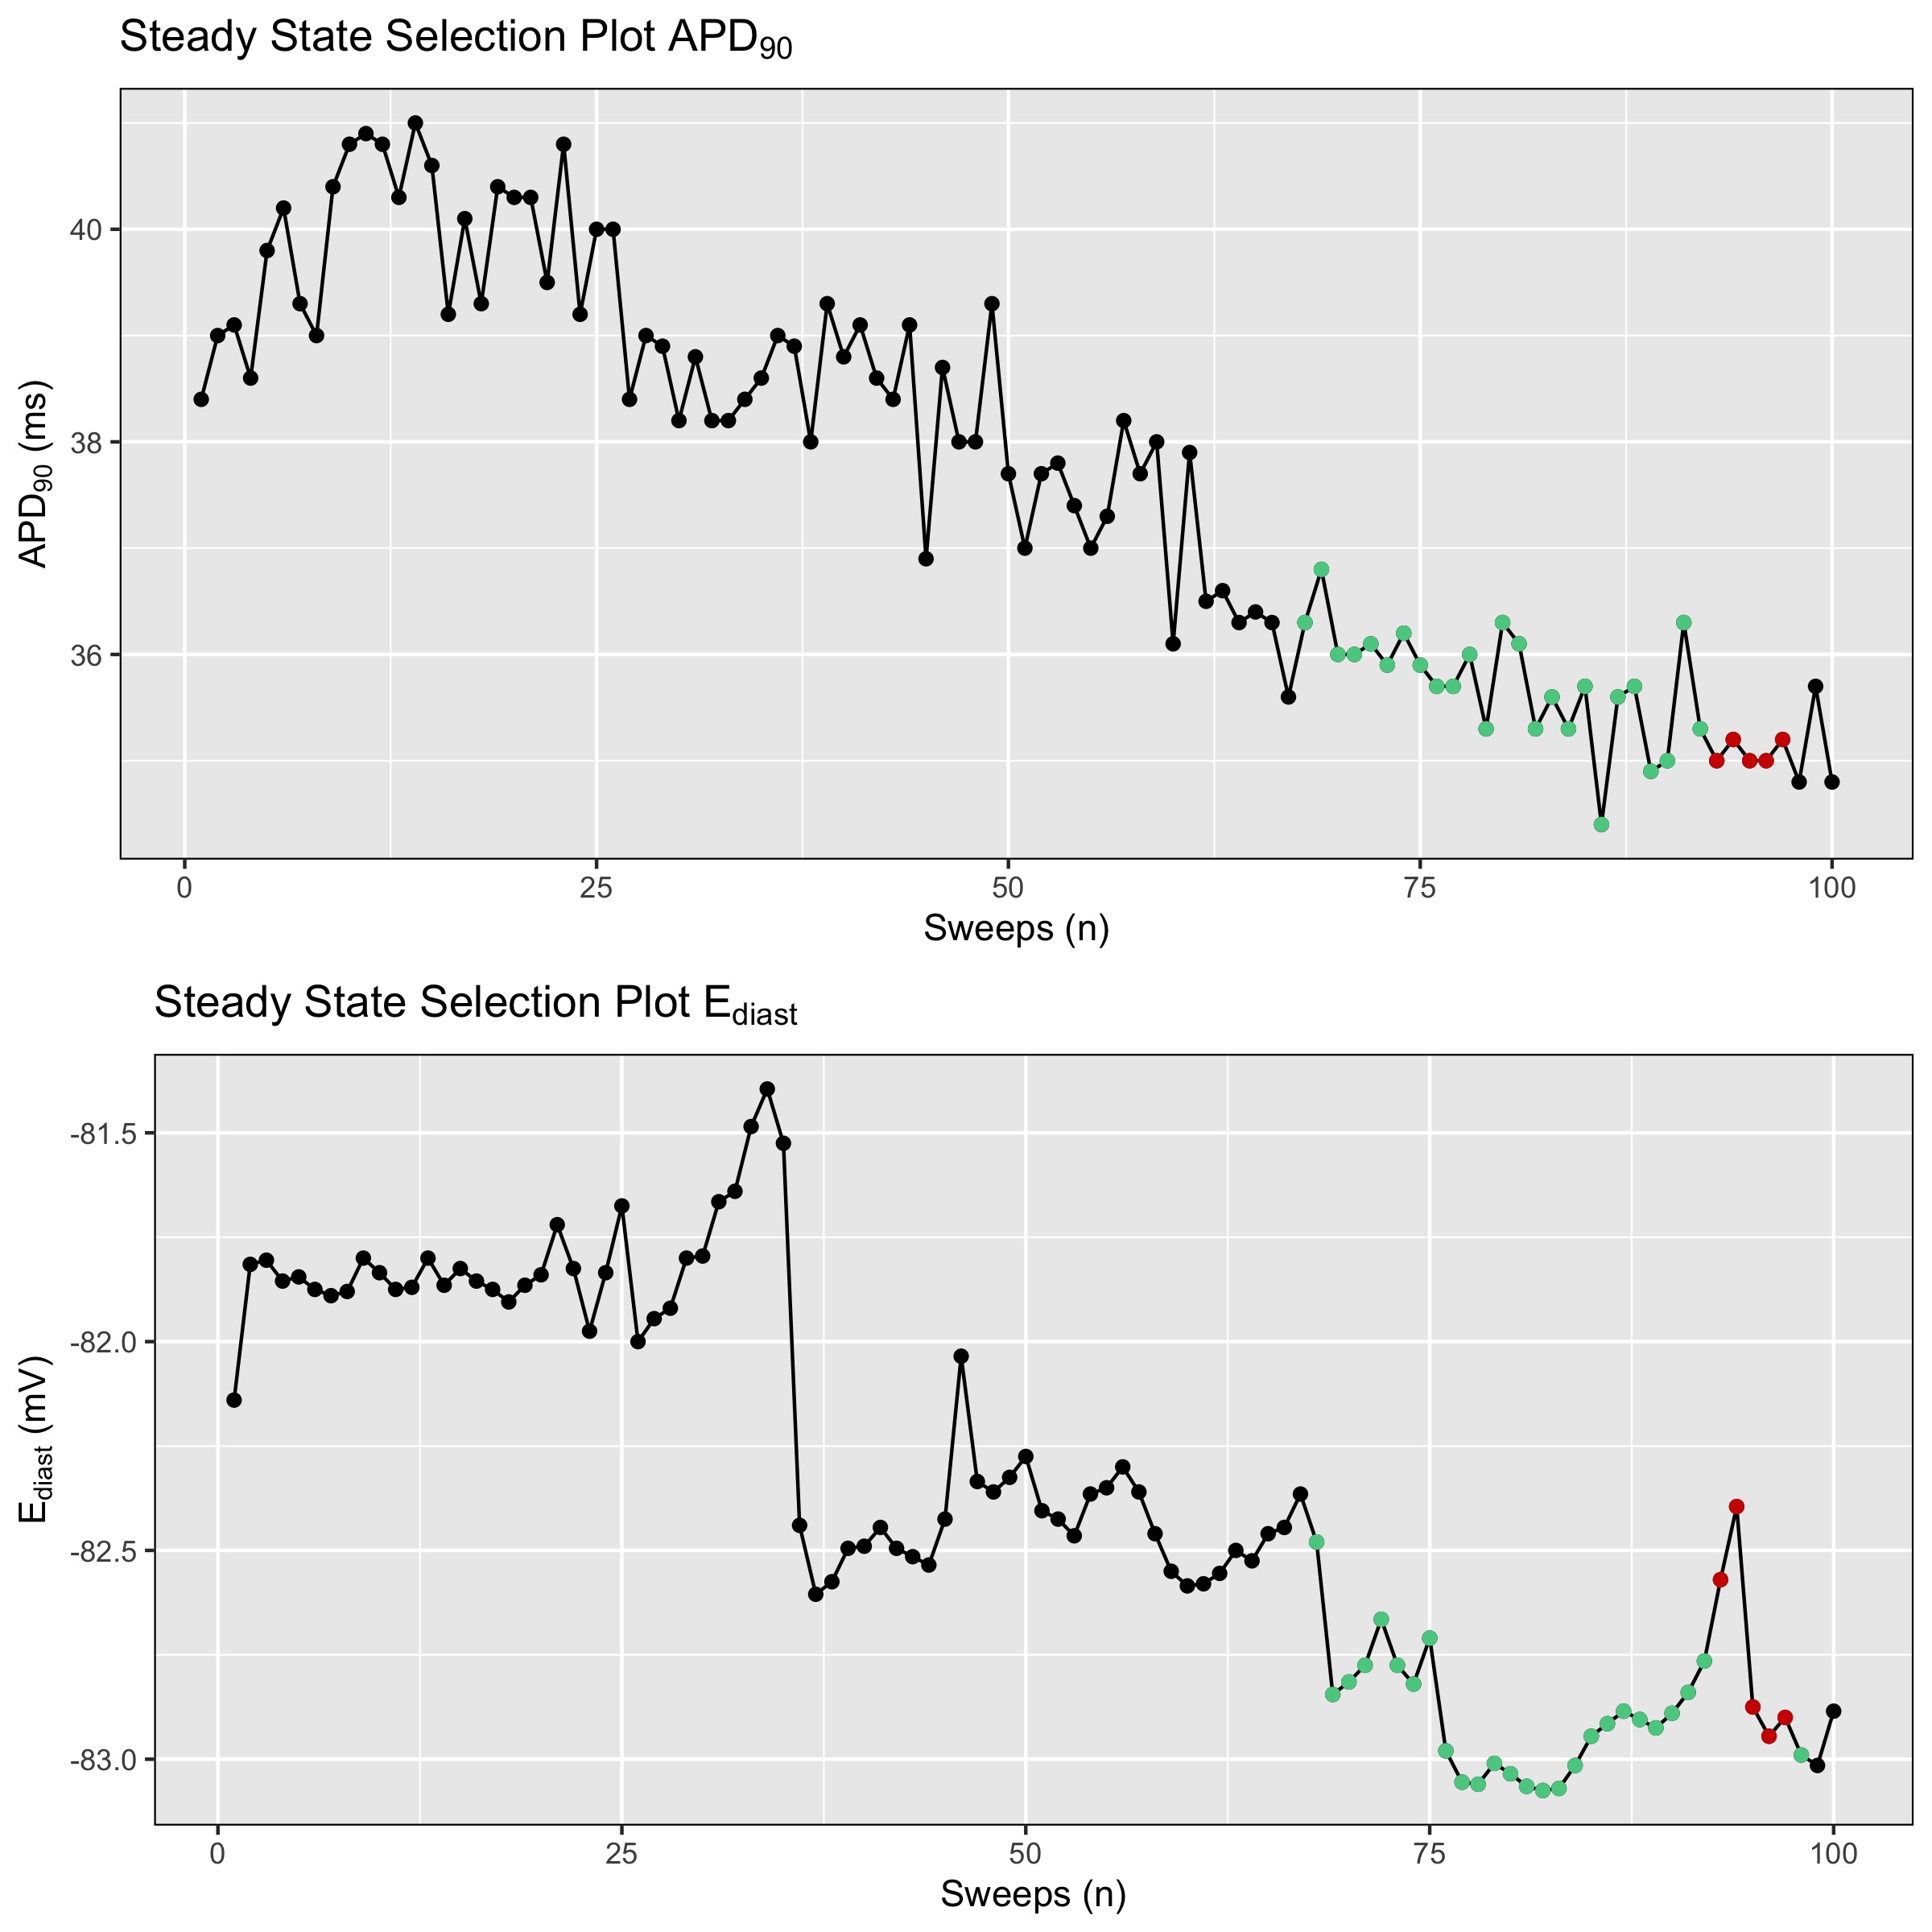 Steady State Selection Plot APD90
APD90 (ms)
40
38
36
0 25 50 75 100
Sweeps (n)
Steady State Selection Plot Ediast
Ediast (mV)
-81.5
-82.0
-82.5
-83.0
0 25 50 75 100
Sweeps (n)